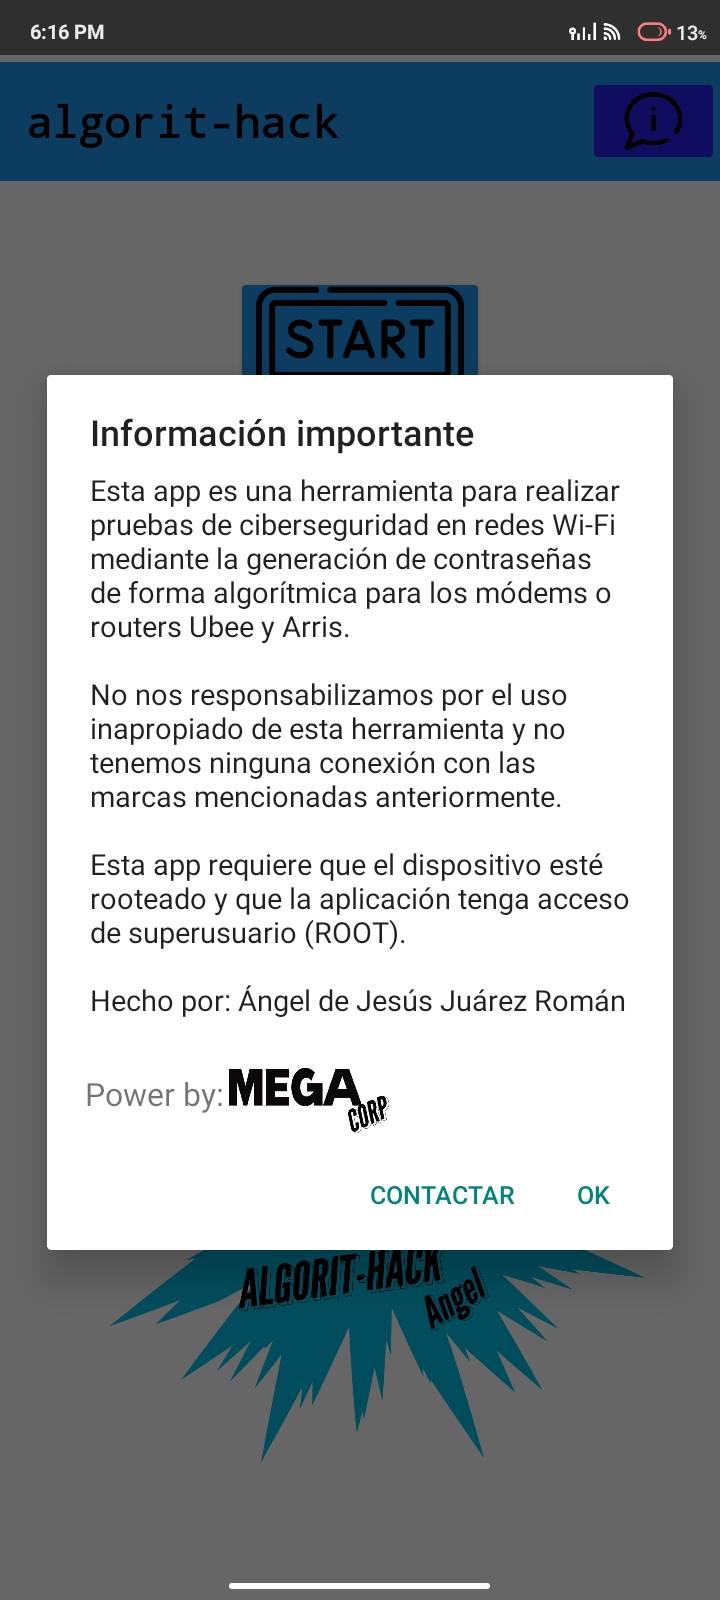 6:16 PM
13%
algorit-hack
i
START
Información importante
Esta app es una herramienta para realizar
pruebas de ciberseguridad en redes Wi-Fi
mediante la generación de contraseñas
de forma algorítmica para los módems o
routers Ubee y Arris.
No nos responsabilizamos por el uso
inapropiado de esta herramienta y no
tenemos ninguna conexión con las
marcas mencionadas anteriormente.
Esta app requiere que el dispositivo esté
rooteado y que la aplicación tenga acceso
de superusuario (ROOT).
Hecho por: Ángel de Jesús Juárez Román
Power by: MEGA
CORP
CONTACTAR OK
ALGORIT-HACK
Angel